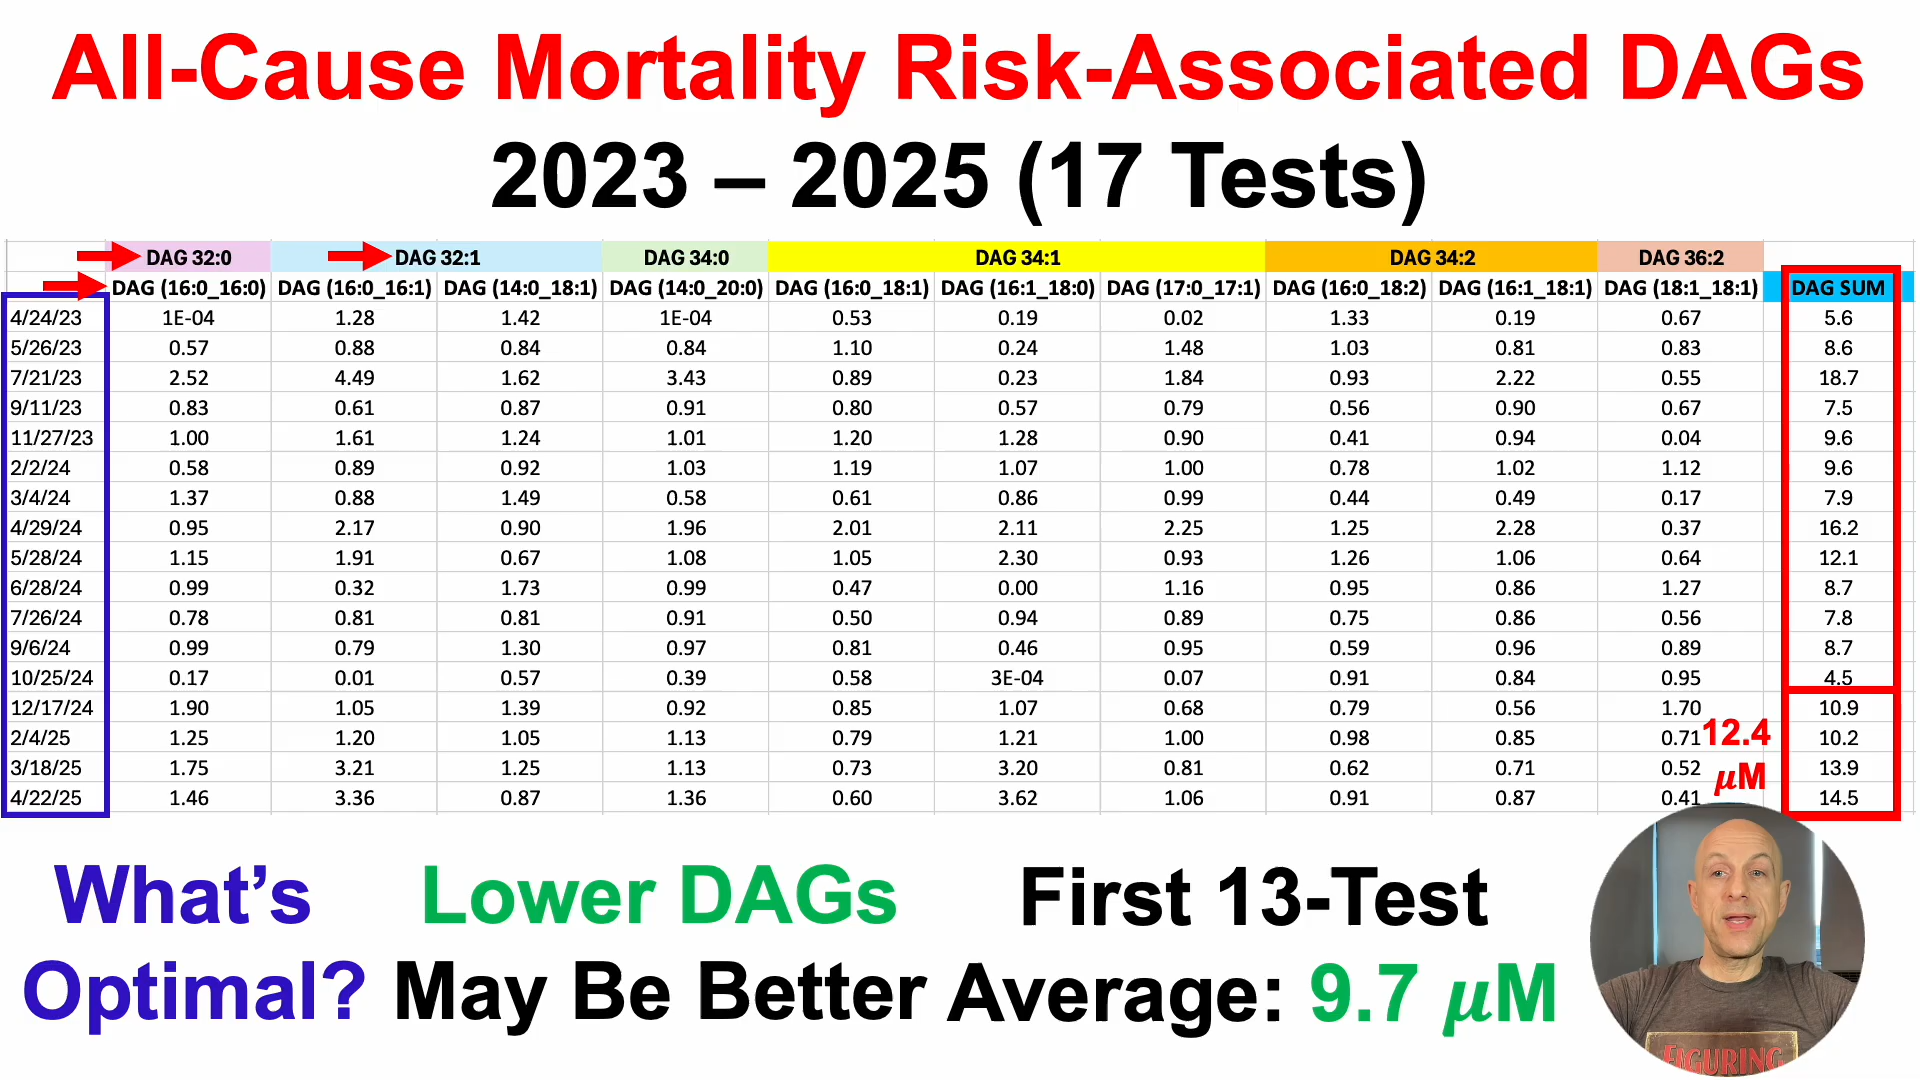 All-Cause Mortality Risk-Associated DAGs
2023 – 2025 (17 Tests)
DAG 32:0 DAG 32:1 DAG 34:0 DAG 34:1 DAG 34:2 DAG 36:2
DAG (16:0_16:0) DAG (16:0_16:1) DAG (14:0_18:1) DAG (14:0_20:0) DAG (16:0_18:1) DAG (16:1_18:0) DAG (17:0_17:1) DAG (16:0_18:2) DAG (16:1_18:1) DAG (18:1_18:1) DAG SUM
4/24/23 1E-04 1.28 1.42 1E-04 0.53 0.19 0.02 1.33 0.19 0.67 5.6
5/26/23 0.57 0.88 0.84 0.84 1.10 0.24 1.48 1.03 0.81 0.83 8.6
7/21/23 2.52 4.49 1.62 3.43 0.89 0.23 1.84 0.93 2.22 0.55 18.7
9/11/23 0.83 0.61 0.87 0.91 0.80 0.57 0.79 0.56 0.90 0.67 7.5
11/27/23 1.00 1.61 1.24 1.01 1.20 1.28 0.90 0.41 0.94 0.04 9.6
2/2/24 0.58 0.89 0.92 1.03 1.19 1.07 1.00 0.78 1.02 1.12 9.6
3/4/24 1.37 0.88 1.49 0.58 0.61 0.86 0.99 0.44 0.49 0.17 7.9
4/29/24 0.95 2.17 0.90 1.96 2.01 2.11 2.25 1.25 2.28 0.37 16.2
5/28/24 1.15 1.91 0.67 1.08 1.05 2.30 0.93 1.26 1.06 0.64 12.1
6/28/24 0.99 0.32 1.73 0.99 0.47 0.00 1.16 0.95 0.86 1.27 8.7
7/26/24 0.78 0.81 0.81 0.91 0.50 0.94 0.89 0.75 0.86 0.56 7.8
9/6/24 0.99 0.79 1.30 0.97 0.81 0.46 0.95 0.59 0.96 0.89 8.7
10/25/24 0.17 0.01 0.57 0.39 0.58 3E-04 0.07 0.91 0.84 0.95 4.5
12/17/24 1.90 1.05 1.39 0.92 0.85 1.07 0.68 0.79 0.56 1.70 10.9
2/4/25 1.25 1.20 1.05 1.13 0.79 1.21 1.00 0.98 0.85 0.71 10.2
3/18/25 1.75 3.21 1.25 1.13 0.73 3.20 0.81 0.62 0.71 0.52 13.9
4/22/25 1.46 3.36 0.87 1.36 0.60 3.62 1.06 0.91 0.87 0.41 14.5
12.4
μM
What's
Optimal?
Lower DAGs
May Be Better
First 13-Test
Average: 9.7 μM
FIGURING